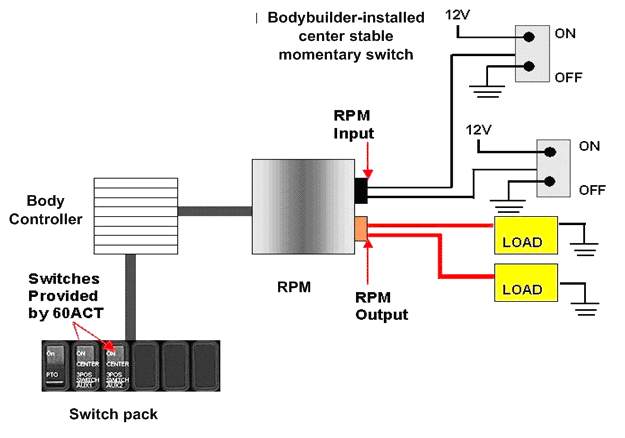 Bodybuilder-installed
center stable
momentary switch
12V
ON
OFF
RPM
Input
12V
ON
OFF
Body
Controller
LOAD
LOAD
RPM
RPM
Output
Switches
Provided
by 60ACT
On
PTO
ON
CENTER
3POS
SWITCH
AUX1
ON
CENTER
3POS
SWITCH
AUX2
Switch pack